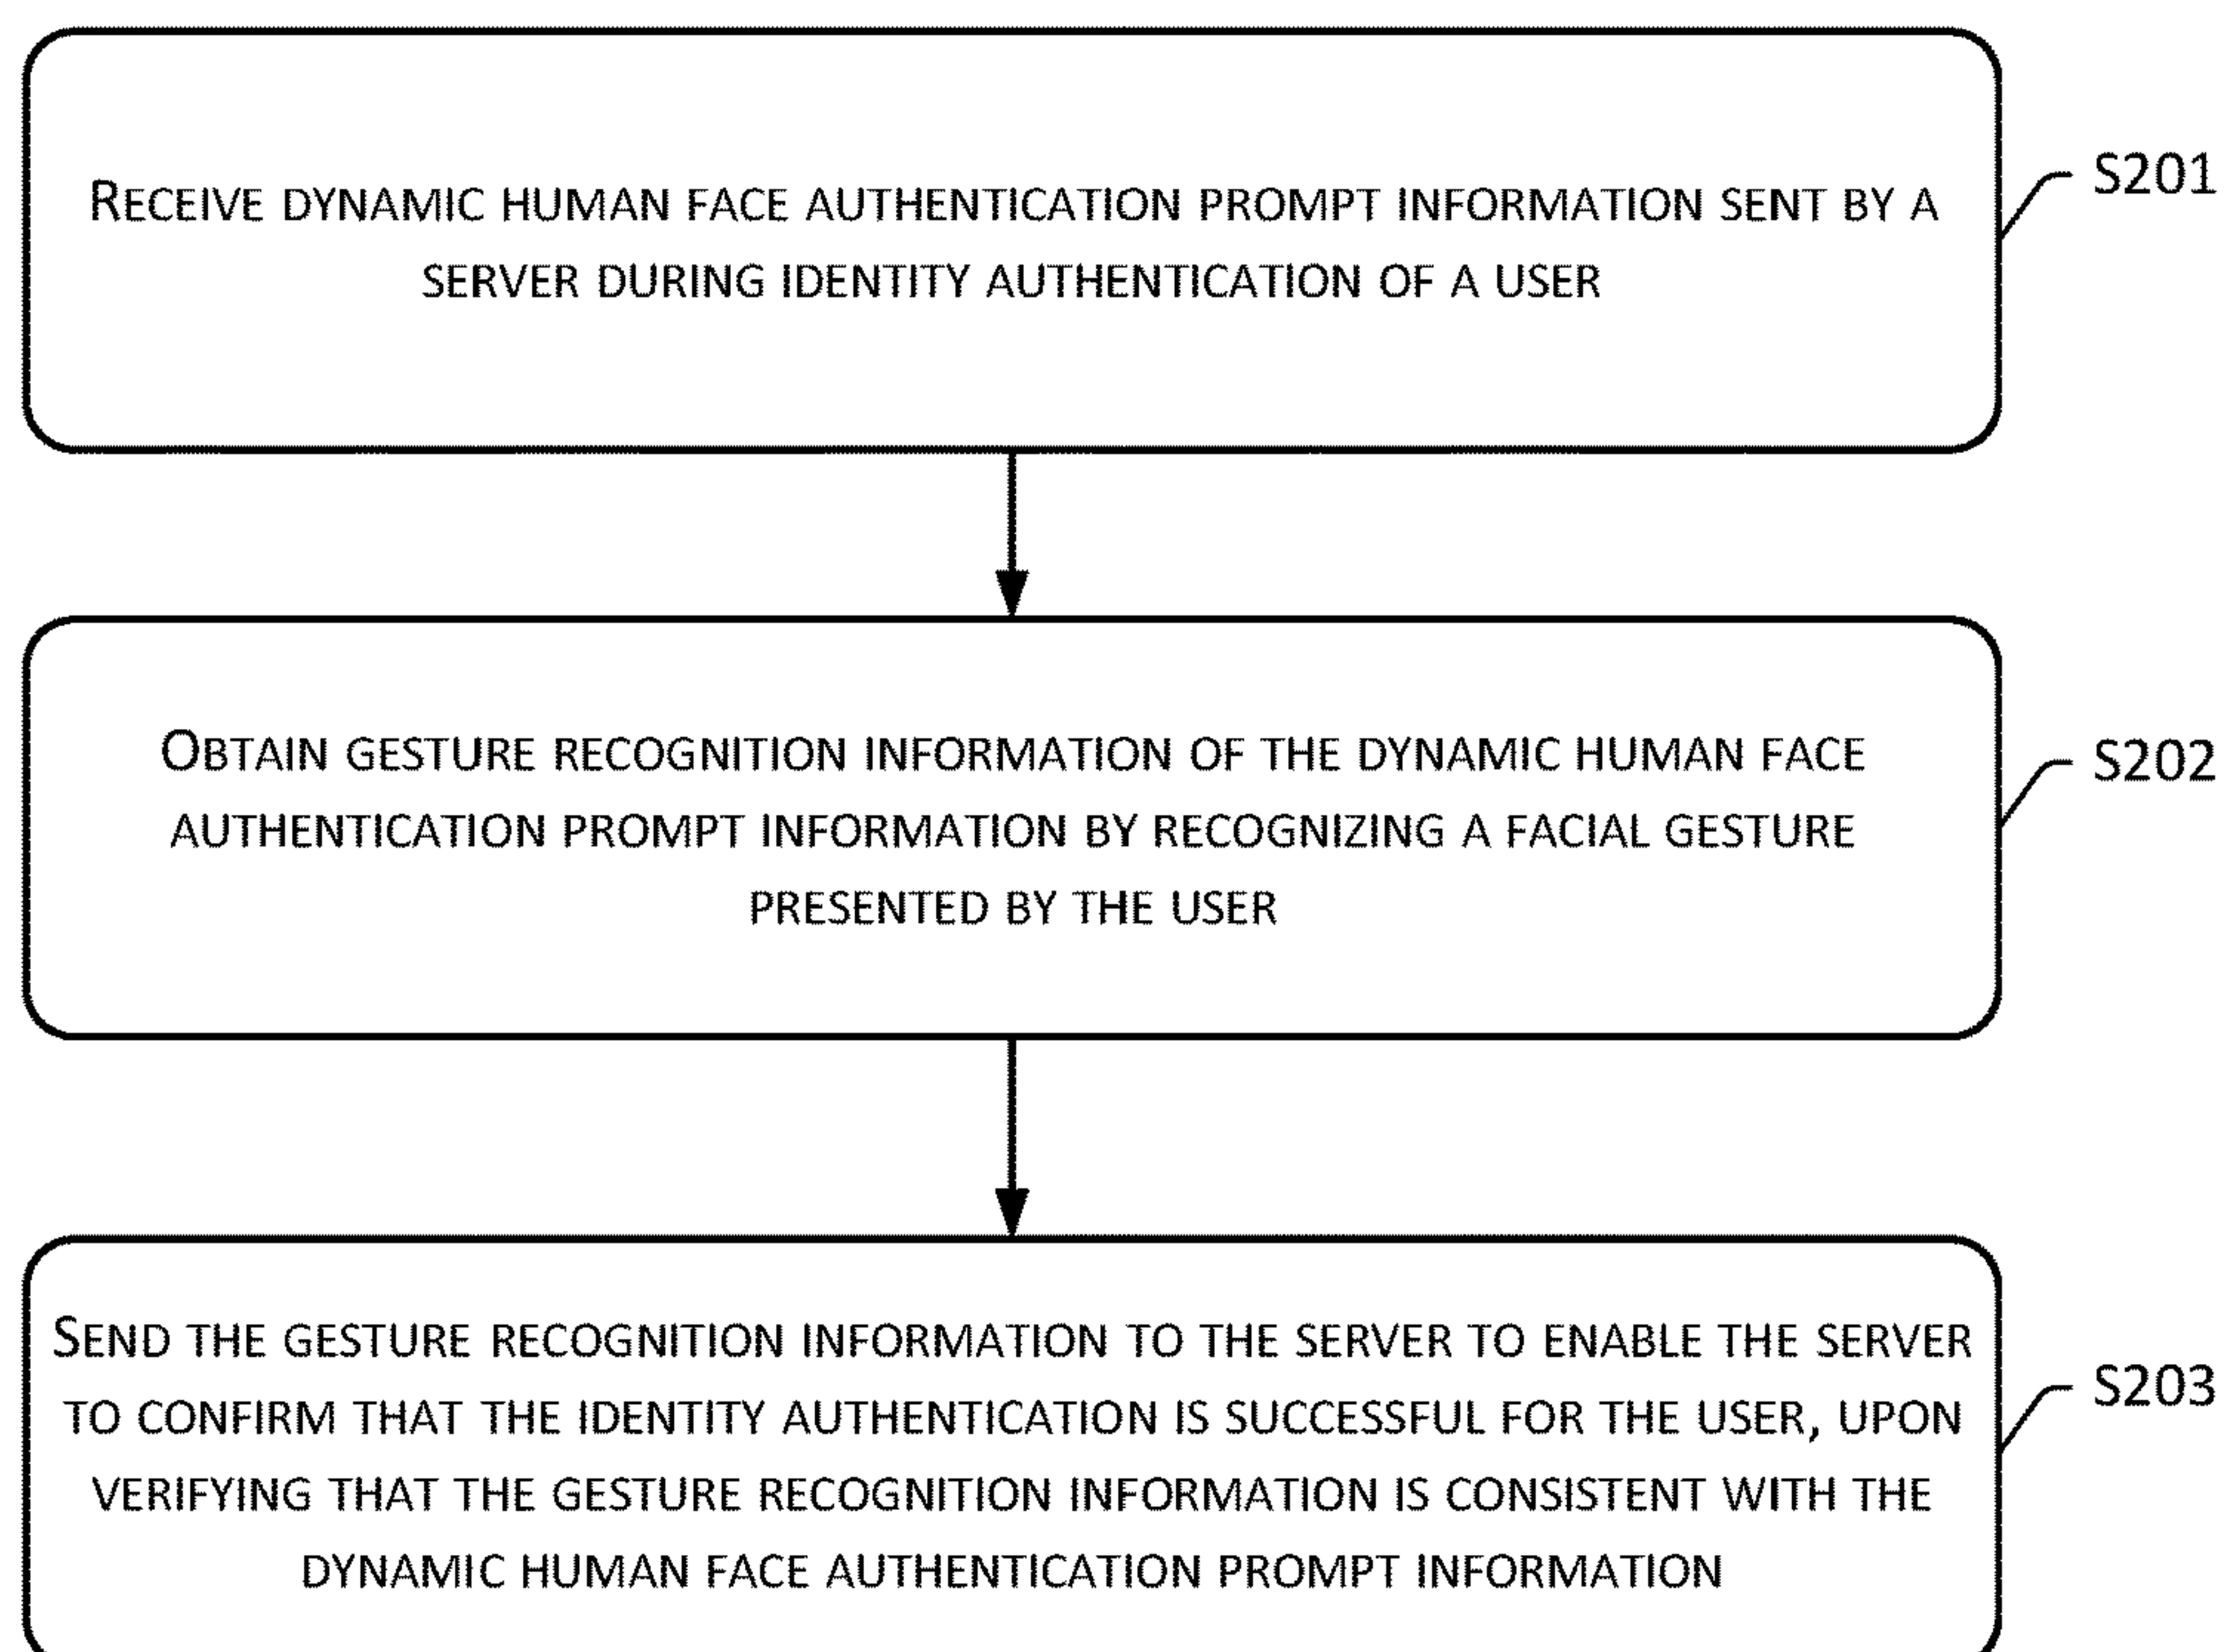 RECEIVE DYNAMIC HUMAN FACE AUTHENTICATION PROMPT INFORMATION SENT BY A
SERVER DURING IDENTITY AUTHENTICATION OF A USER
S201
OBTAIN GESTURE RECOGNITION INFORMATION OF THE DYNAMIC HUMAN FACE
AUTHENTICATION PROMPT INFORMATION BY RECOGNIZING A FACIAL GESTURE
PRESENTED BY THE USER
S202
SEND THE GESTURE RECOGNITION INFORMATION TO THE SERVER TO ENABLE THE SERVER
TO CONFIRM THAT THE IDENTITY AUTHENTICATION IS SUCCESSFUL FOR THE USER, UPON
VERIFYING THAT THE GESTURE RECOGNITION INFORMATION IS CONSISTENT WITH THE
DYNAMIC HUMAN FACE AUTHENTICATION PROMPT INFORMATION
S203